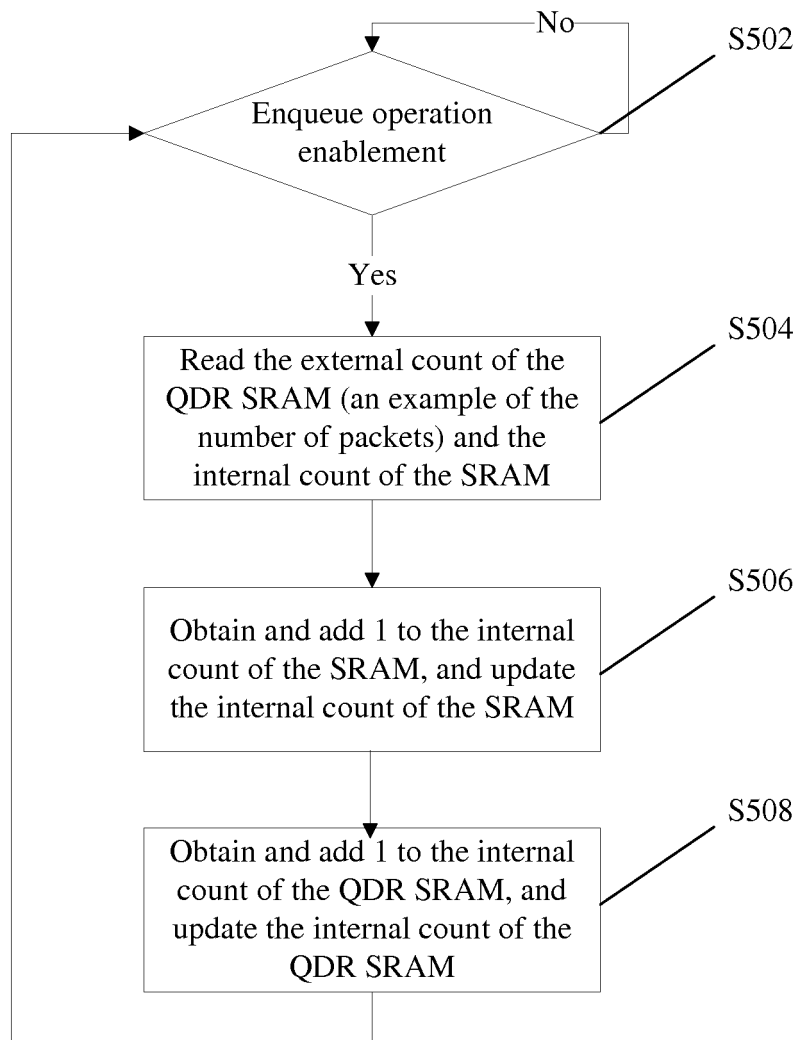 No
S502
Enqueue operation
enablement
Yes
S504
Read the external count of the
QDR SRAM (an example of the
number of packets) and the
internal count of the SRAM
S506
Obtain and add 1 to the internal
count of the SRAM, and update
the internal count of the SRAM
S508
Obtain and add 1 to the internal
count of the QDR SRAM, and
update the internal count of the
QDR SRAM